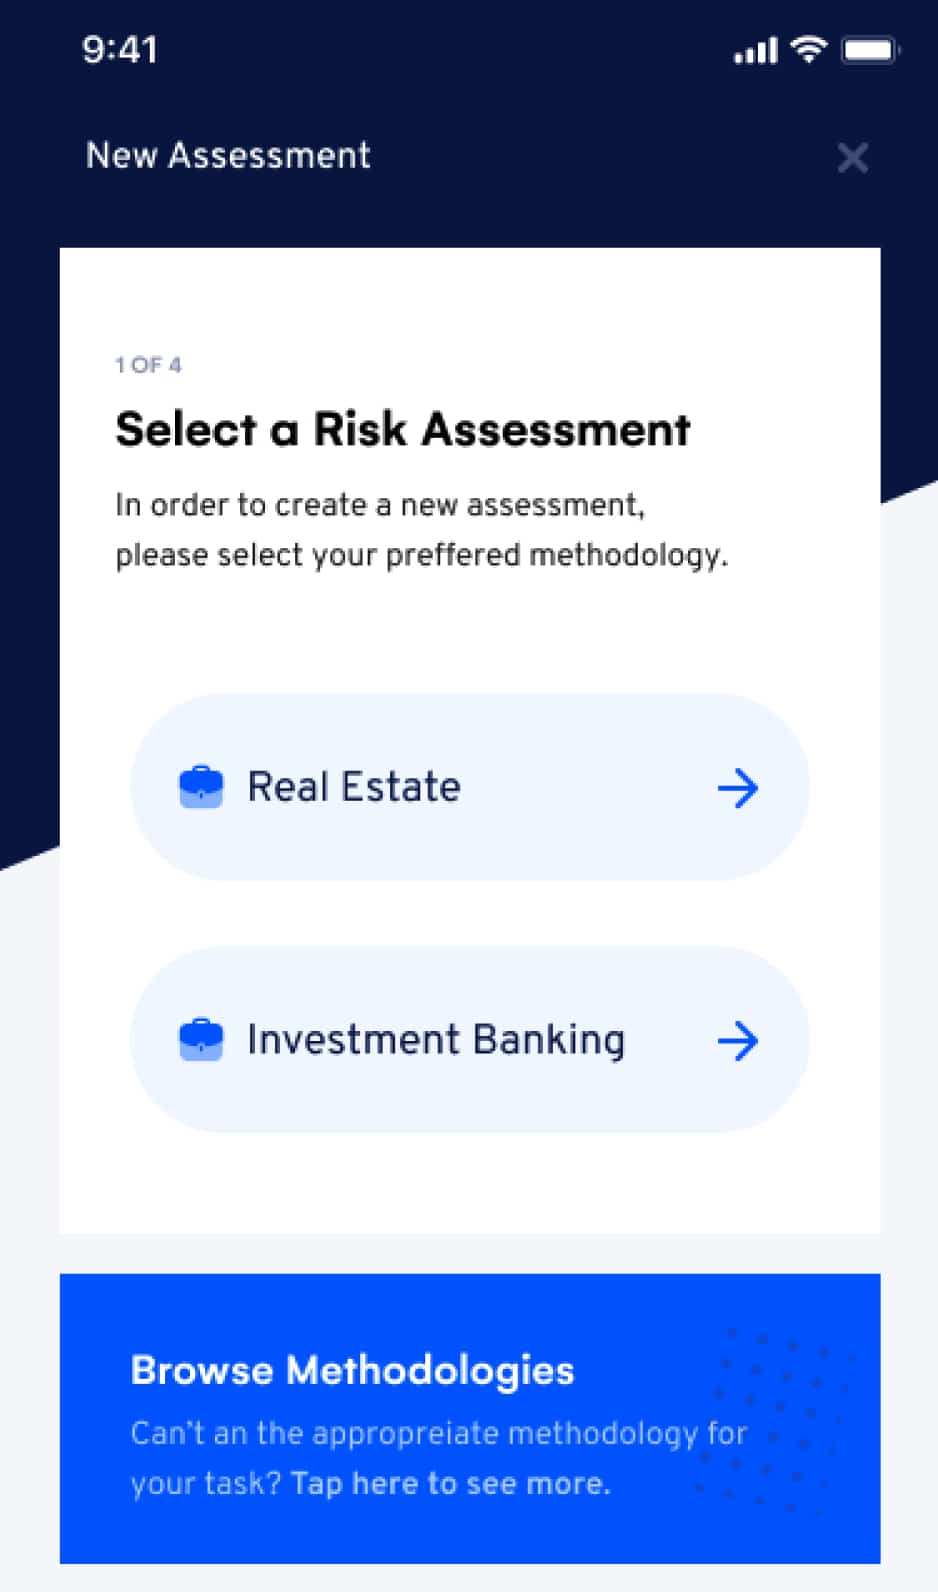 9:41
New Assessment
1 OF 4
Select a Risk Assessment
In order to create a new assessment,
please select your preffered methodology.
Real Estate
Investment Banking
Browse Methodologies
Can't an the appropreiate methodology for
your task? Tap here to see more.